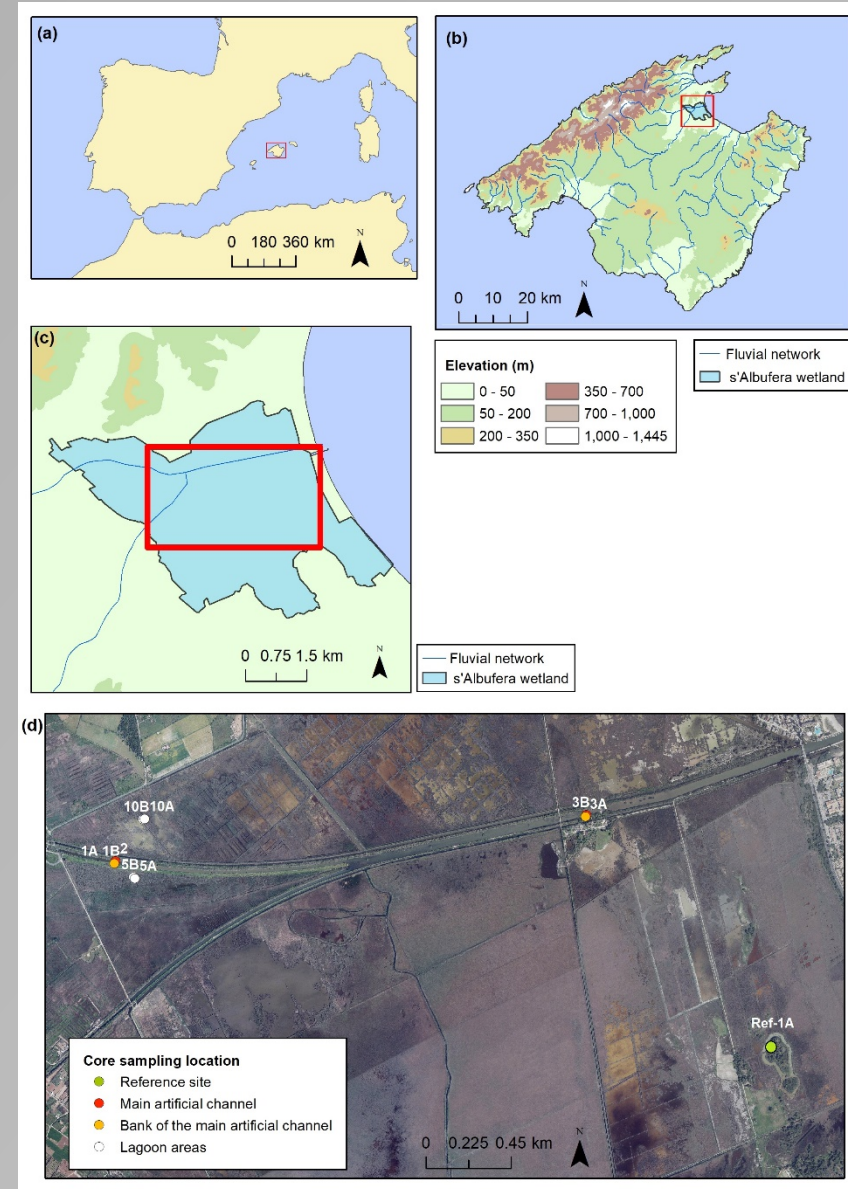 (a)
N
0 180 360 km
(b)
N
0 10 20 km
Elevation (m)
0 - 50
350 - 700
50 - 200
700 - 1,000
200 - 350
1,000 - 1,445
Fluvial network
s'Albufera wetland
(c)
N
0 0.75 1.5 km
Fluvial network
s'Albufera wetland
(d)
10B10A
3B3A
1A 1B2
5B5A
Ref-1A
Core sampling location
Reference site
Main artificial channel
Bank of the main artificial channel
Lagoon areas
N
0 0.225 0.45 km